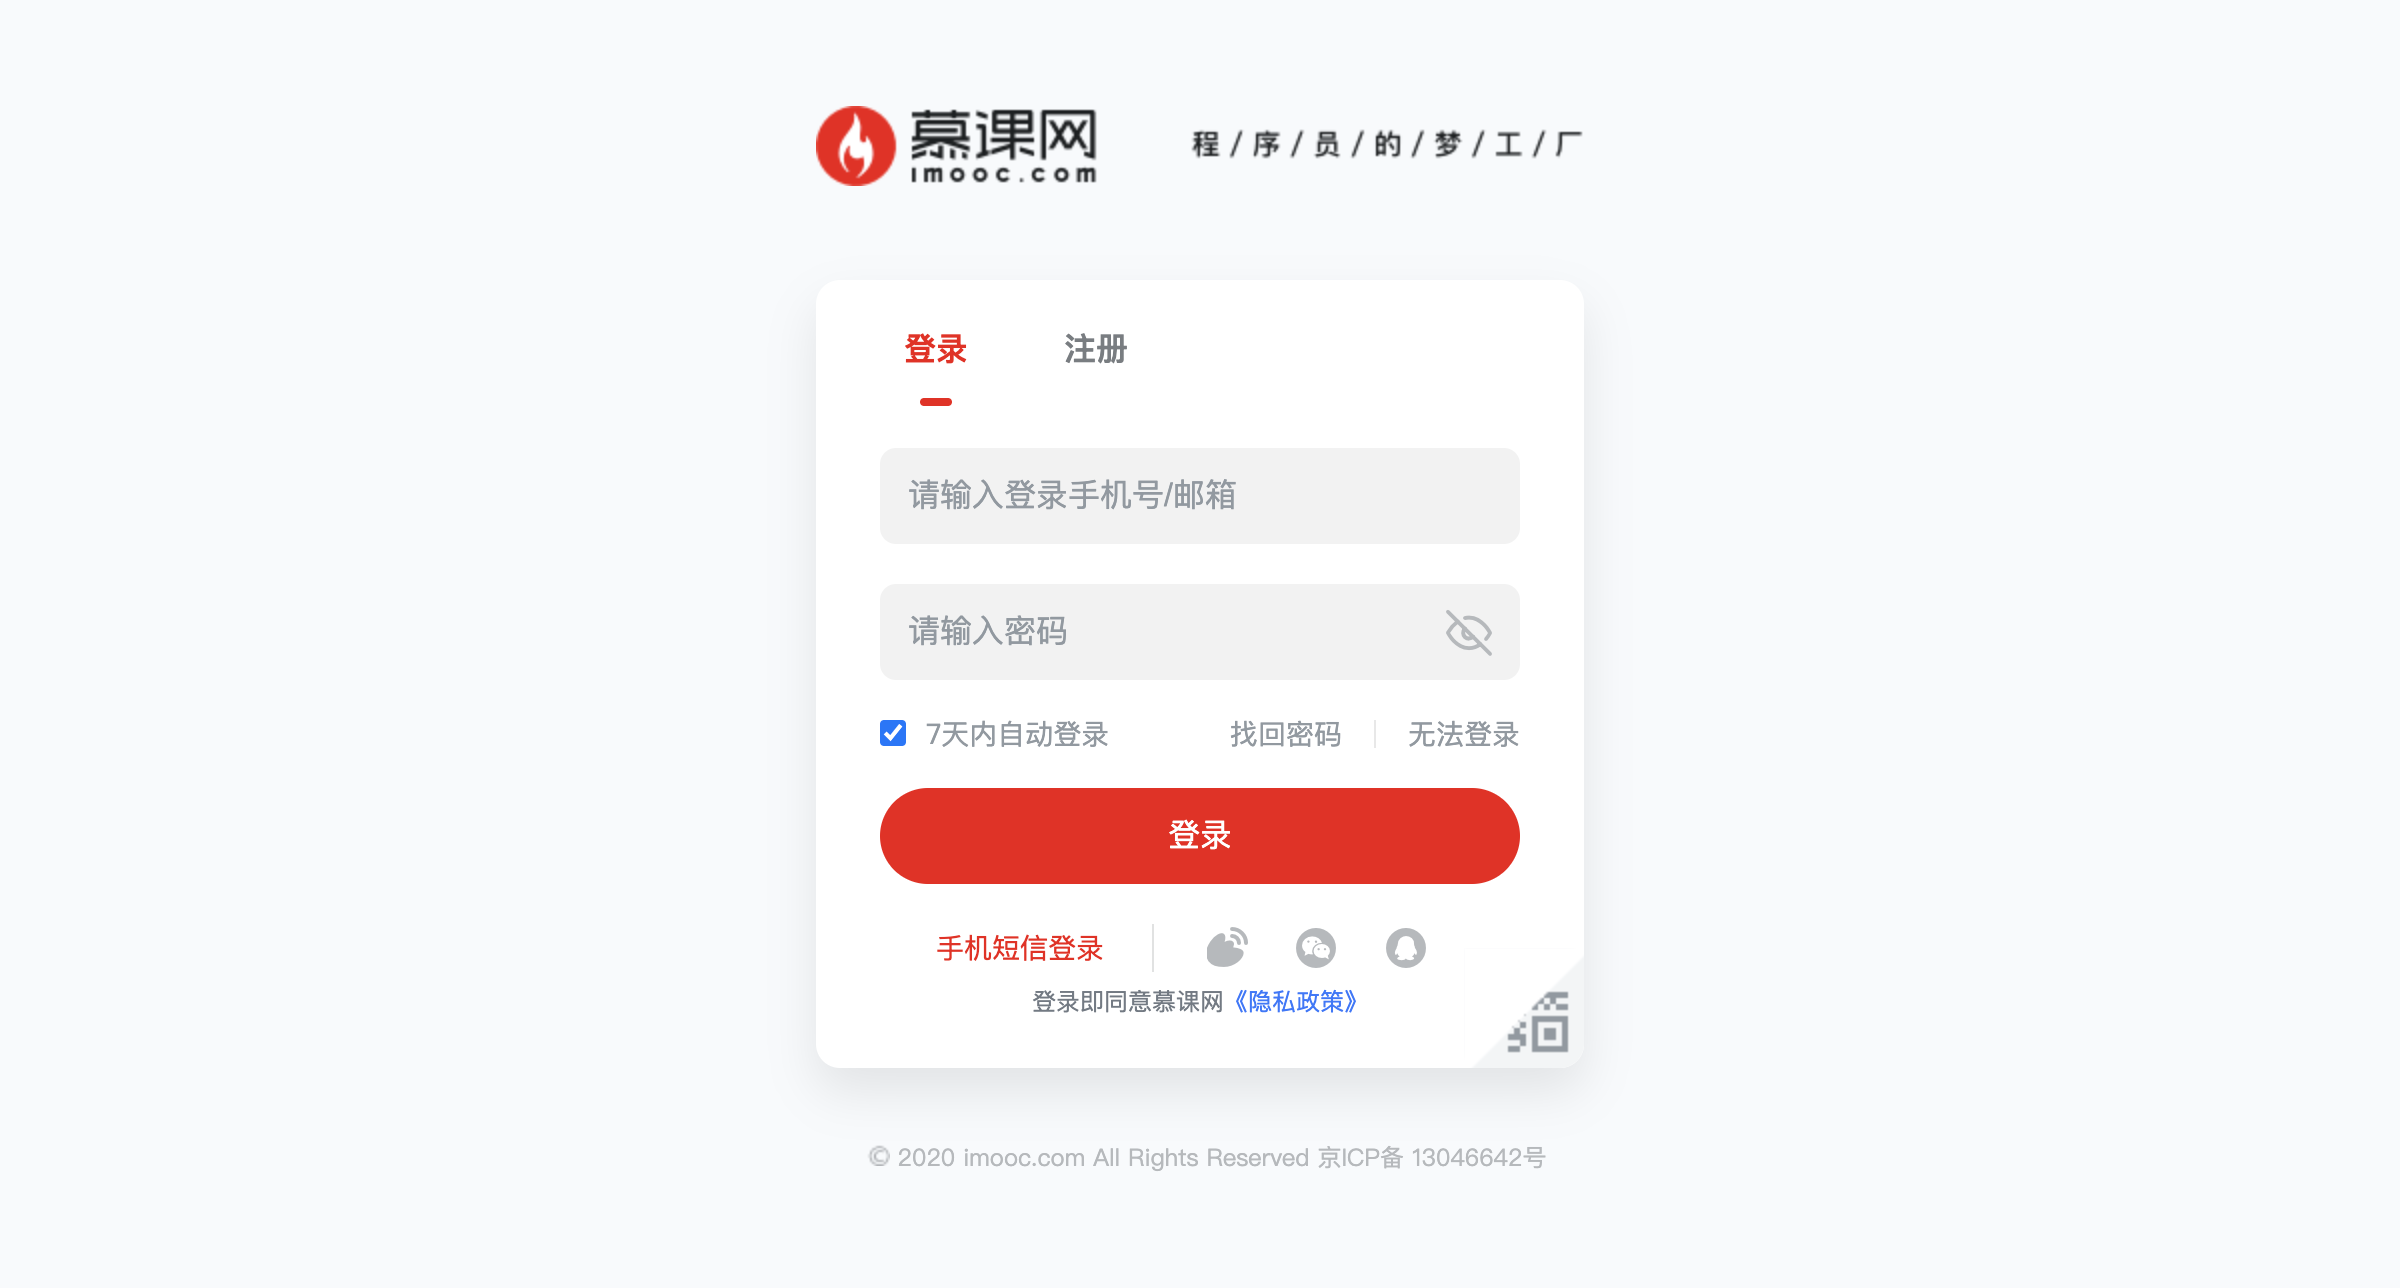 慕课网
imooc.com
程/序/员/的/梦/工/厂
登录 注册
请输入登录手机号/邮箱
请输入密码
7天内自动登录 找回密码 无法登录
登录
手机短信登录
登录即同意慕课网《隐私政策》
© 2020 imooc.com All Rights Reserved 京ICP备 13046642号